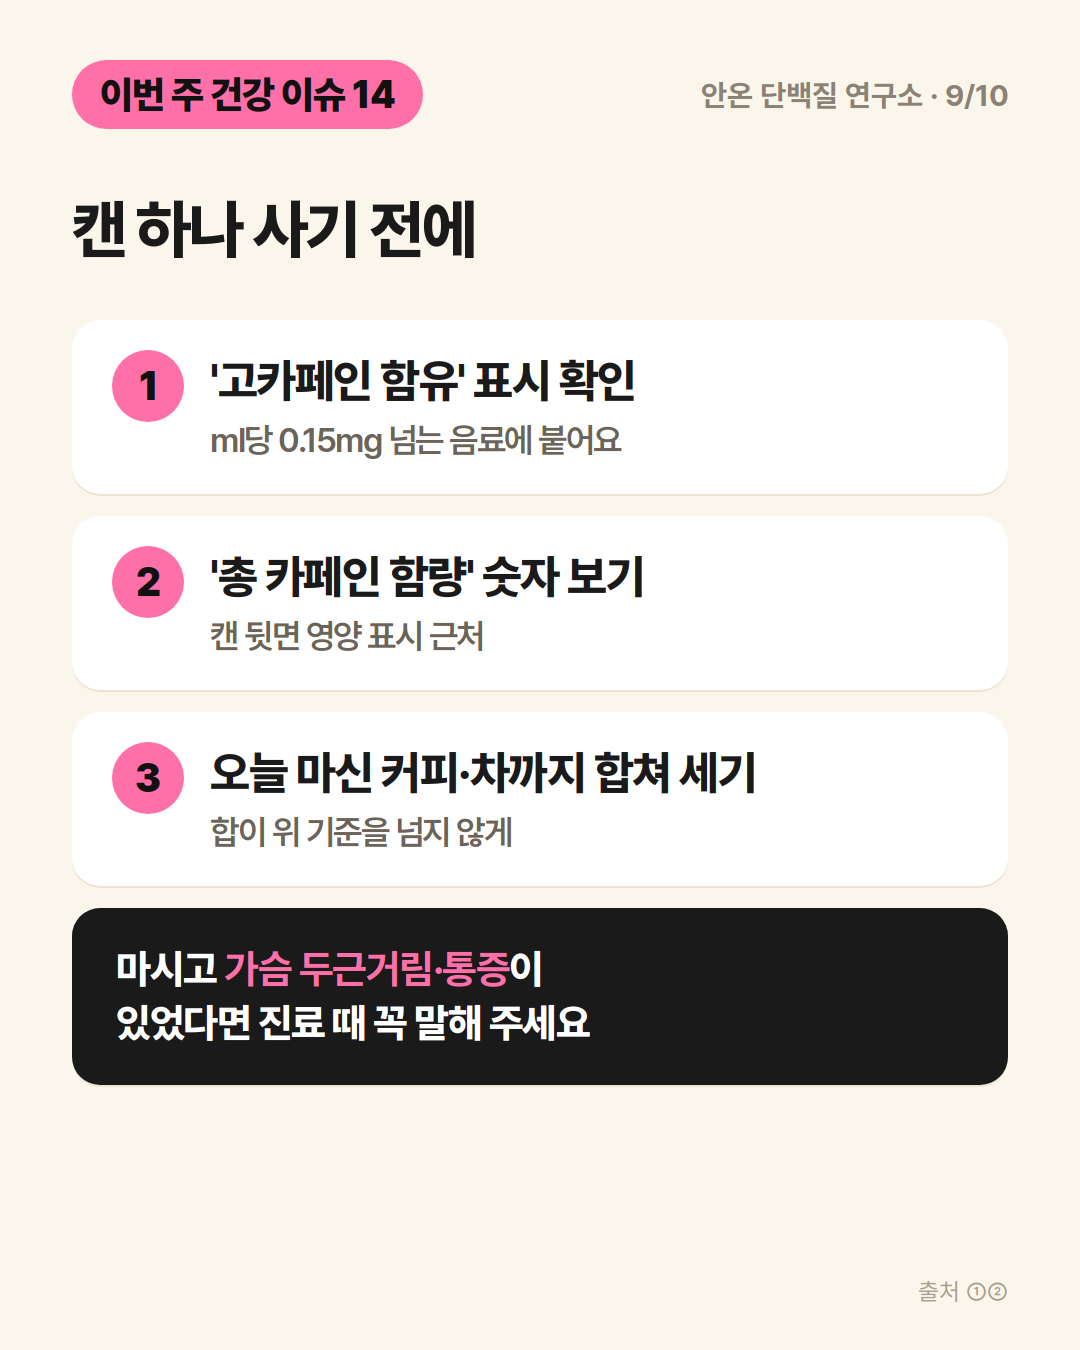 이번 주 건강 이슈 14
안온 단백질 연구소 · 9/10
캔 하나 사기 전에
1
'고카페인 함유' 표시 확인
ml당 0.15mg 넘는 음료에 붙어요
2
'총 카페인 함량' 숫자 보기
캔 뒷면 영양 표시 근처
3
오늘 마신 커피·차까지 합쳐 세기
합이 위 기준을 넘지 않게
마시고 가슴 두근거림·통증이
있었다면 진료 때 꼭 말해 주세요
출처 ①②